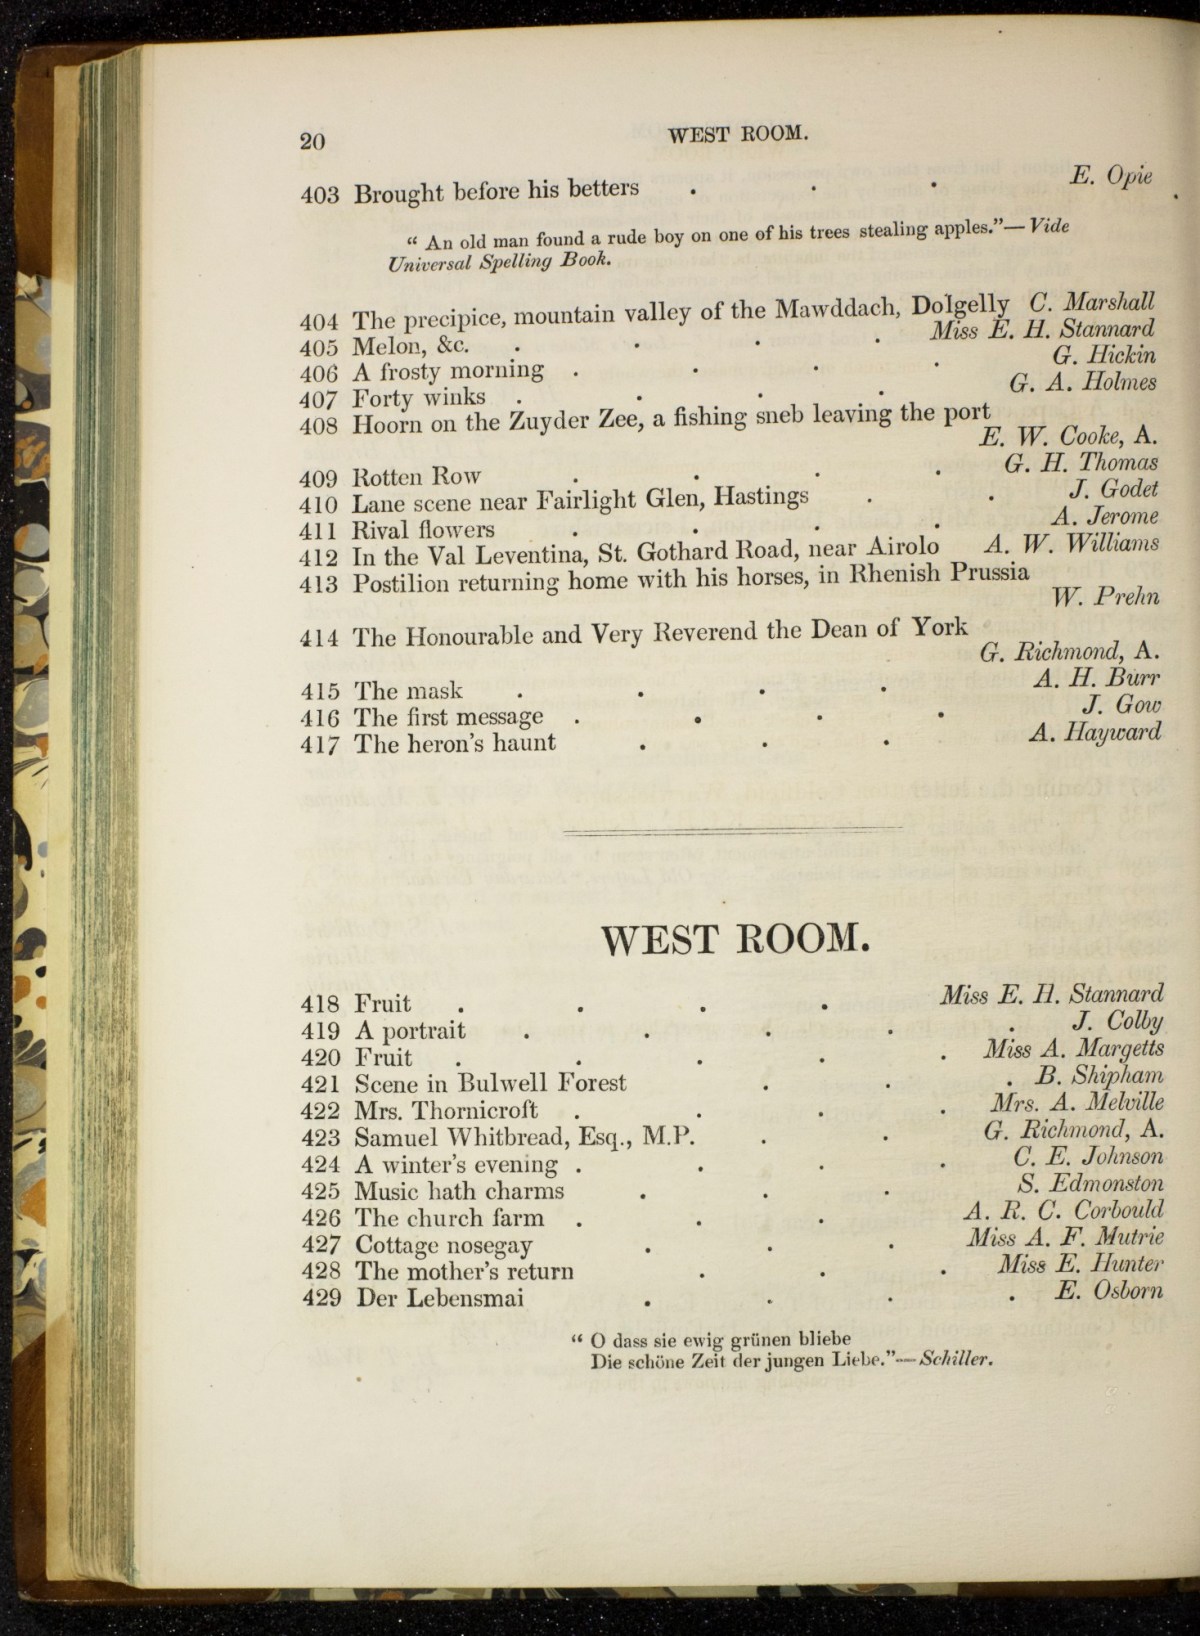 20 WEST ROOM.
403 Brought before his betters . . . E. Opie
“ An old man found a rude boy on one of his trees stealing apples.”— Vide
Universal Spelling Book.
404 The precipice, mountain valley of the Mawddach, Dolgelly C. Marshall
405 Melon, &c. . . . . Miss E. H. Stannard
406 A frosty morning . . . . G. Hickin
407 Forty winks . . . . G. A. Holmes
408 Hoorn on the Zuyder Zee, a fishing sneb leaving the port
E. W. Cooke, A.
409 Rotten Row . . . . G. H. Thomas
410 Lane scene near Fairlight Glen, Hastings . . J. Godet
411 Rival flowers . . . . A. Jerome
412 In the Val Leventina, St. Gothard Road, near Airolo A. W. Williams
413 Postilion returning home with his horses, in Rhenish Prussia
W. Prehn
414 The Honourable and Very Reverend the Dean of York
G. Richmond, A.
415 The mask . . . . A. H. Burr
416 The first message . . . . J. Gow
417 The heron’s haunt . . . A. Hayward
WEST ROOM.
418 Fruit . . . . Miss E. H. Stannard
419 A portrait . . . . . J. Colby
420 Fruit . . . . . Miss A. Margetts
421 Scene in Bulwell Forest . . . B. Shipham
422 Mrs. Thornicroft . . . . Mrs. A. Melville
423 Samuel Whitbread, Esq., M.P. . . G. Richmond, A.
424 A winter’s evening . . . . C. E. Johnson
425 Music hath charms . . . S. Edmonston
426 The church farm . . . A. R. C. Corbould
427 Cottage nosegay . . . Miss A. F. Mutrie
428 The mother’s return . . . Miss E. Hunter
429 Der Lebensmai . . . . E. Osborn
“ O dass sie ewig grünen bliebe
Die schöne Zeit der jungen Liebe.”—Schiller.